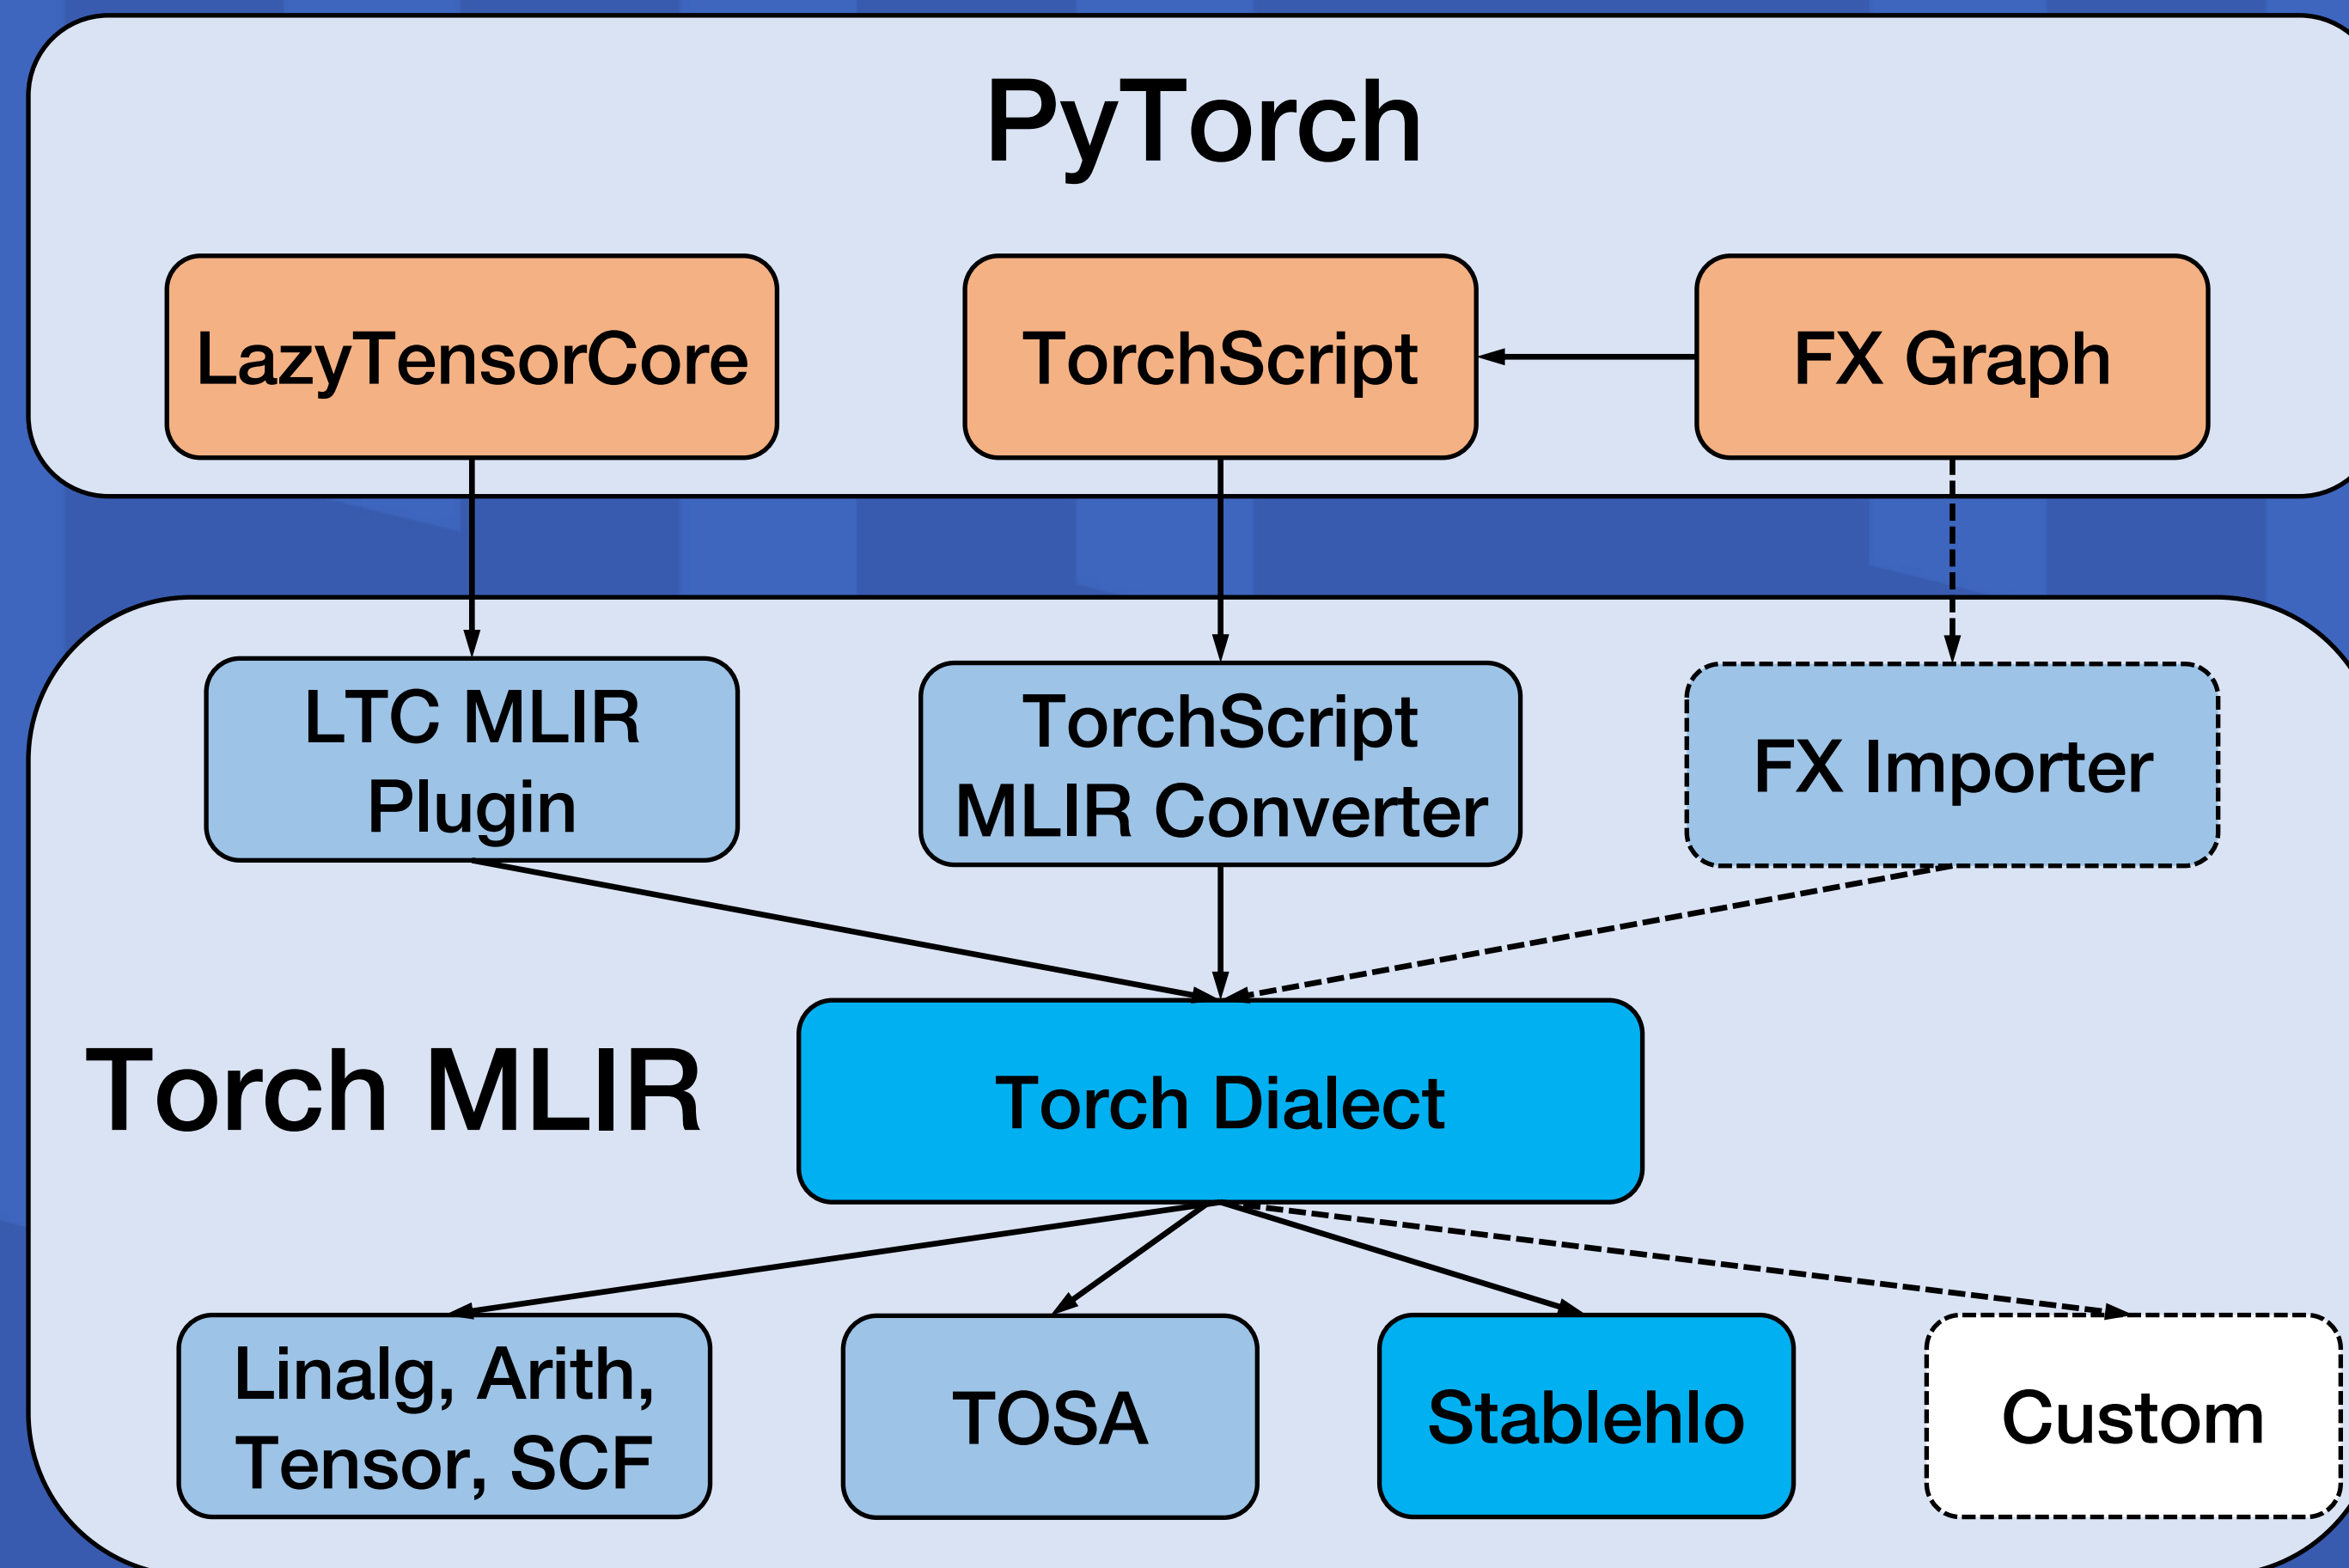 PyTorch
LazyTensorCore
TorchScript
FX Graph
LTC MLIR
Plugin
TorchScript
MLIR Converter
FX Importer
Torch MLIR
Torch Dialect
Linalg, Arith,
Tensor, SCF
TOSA
Stablehlo
Custom